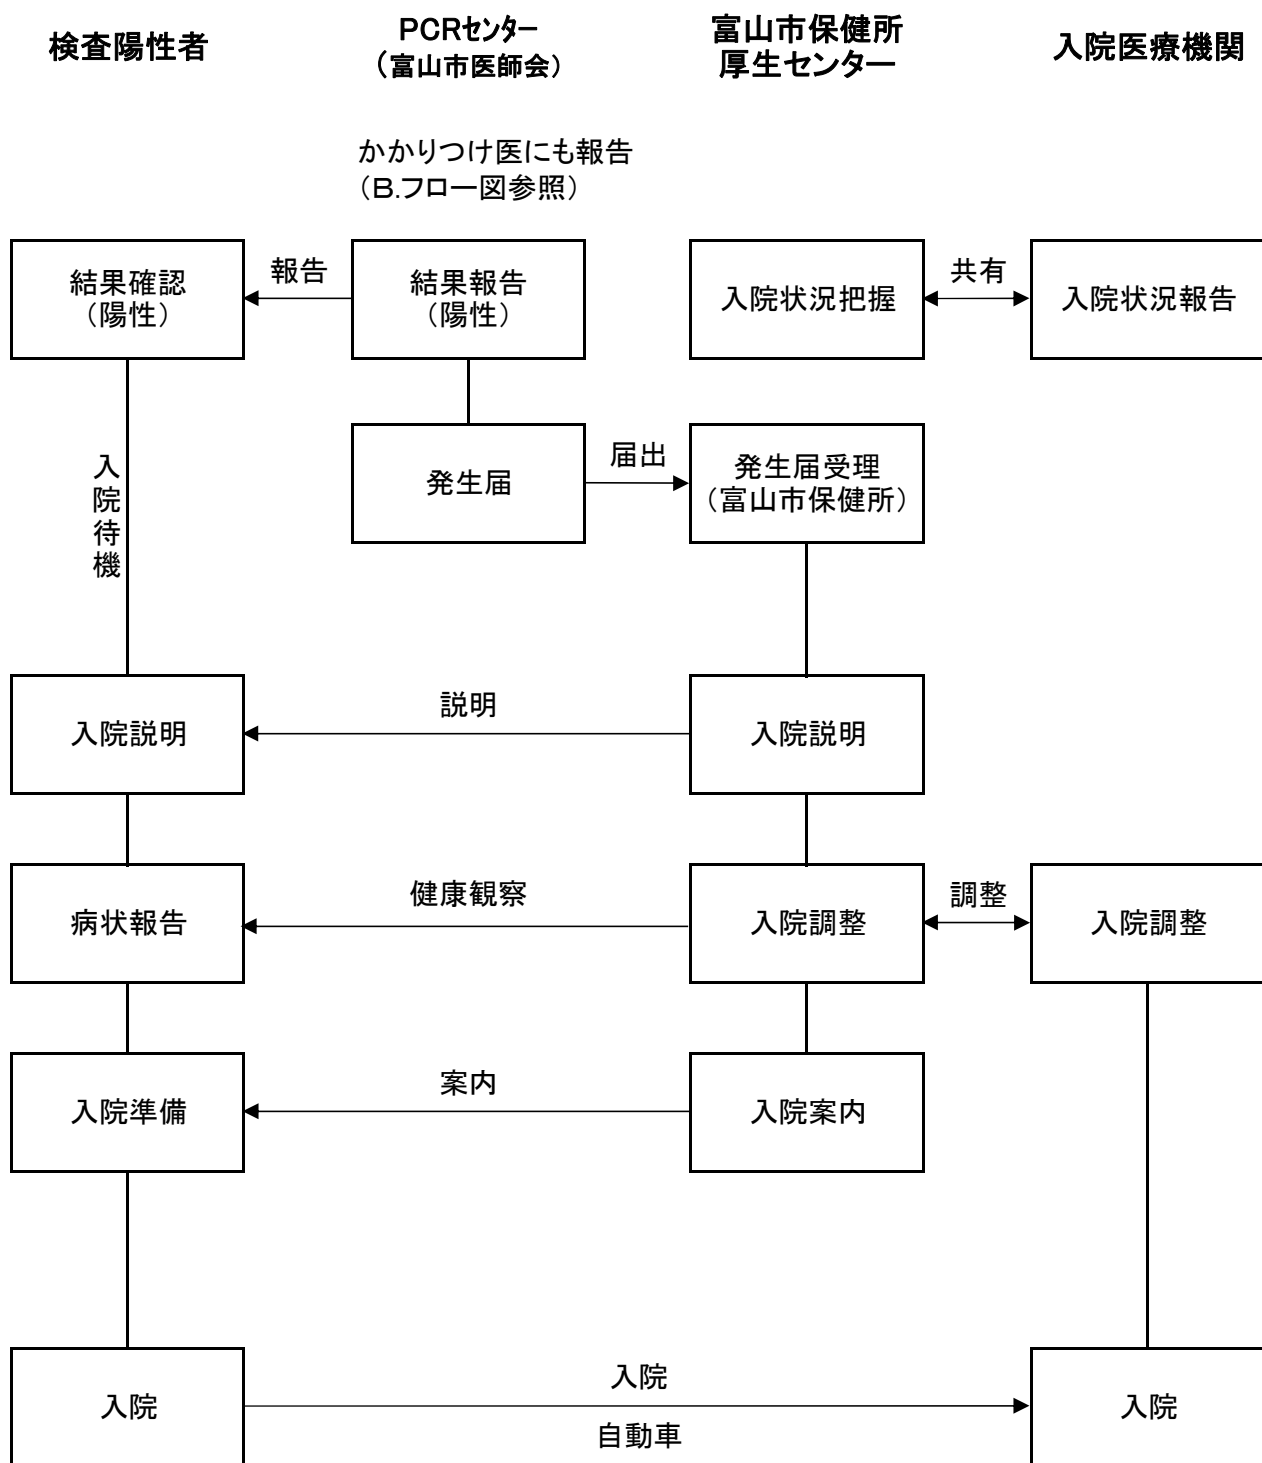 検査陽性者
PCRセンター
（富山市医師会）
富山市保健所
厚生センター
入院医療機関
かかりつけ医にも報告
（B.フロー図参照）
結果確認
（陽性）
報告
結果報告
（陽性）
入院状況把握
共有
入院状況報告
入院待機
発生届
届出
発生届受理
（富山市保健所）
入院説明
説明
入院説明
病状報告
健康観察
入院調整
調整
入院調整
入院準備
案内
入院案内
入院
入院
自動車
入院